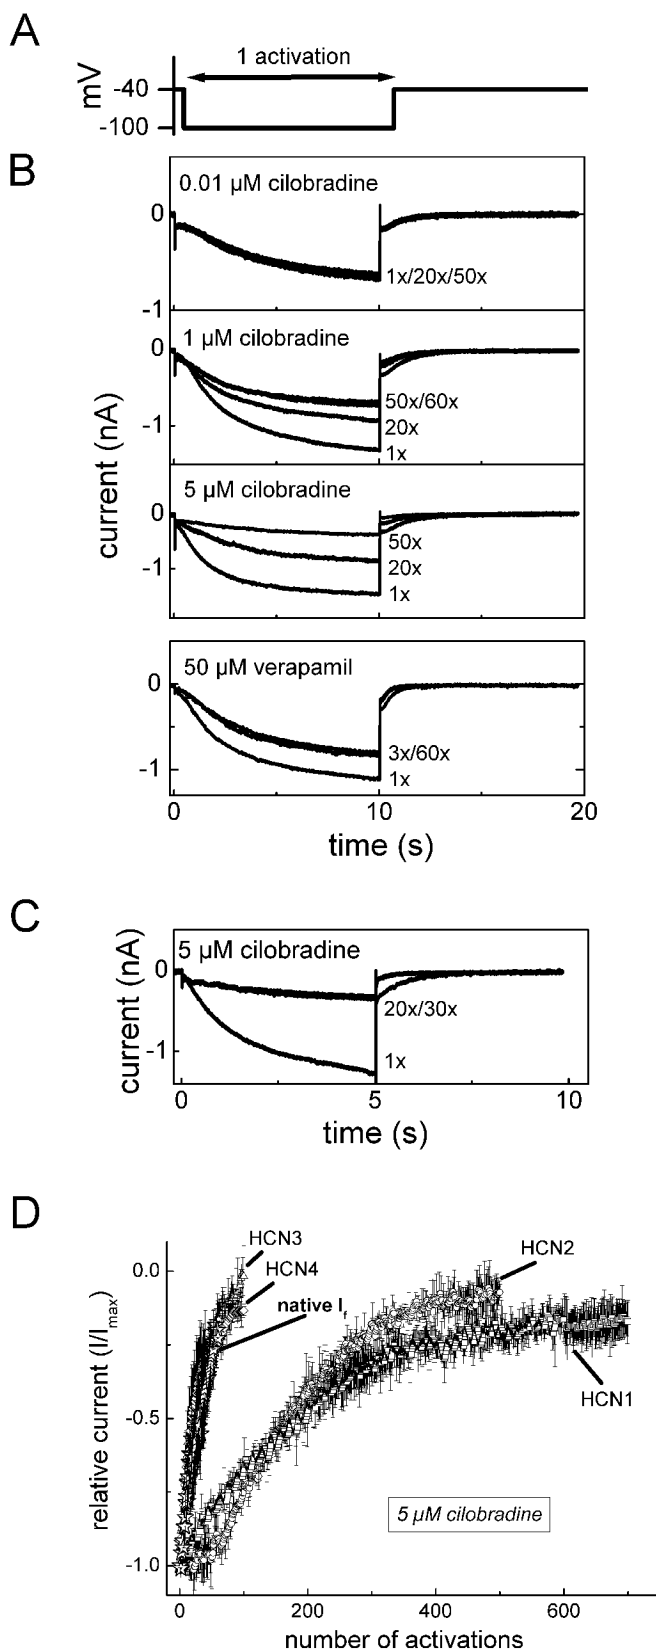 A
1 activation
mV
-40
-100
B
0.01 µM cilobradine
0
1x/20x/50x
-1
1 µM cilobradine
0
50x/60x
-1
20x
1x
5 µM cilobradine
0
50x
-1
20x
1x
current (nA)
50 µM verapamil
0
3x/60x
-1
1x
0
10
20
time (s)
C
5 µM cilobradine
0
20x/30x
-1
1x
current (nA)
0
5
10
time (s)
D
HCN3
HCN2
0.0
HCN4
native If
-0.5
HCN1
relative current (I/Imax)
5 µM cilobradine
-1.0
0
200
400
600
number of activations